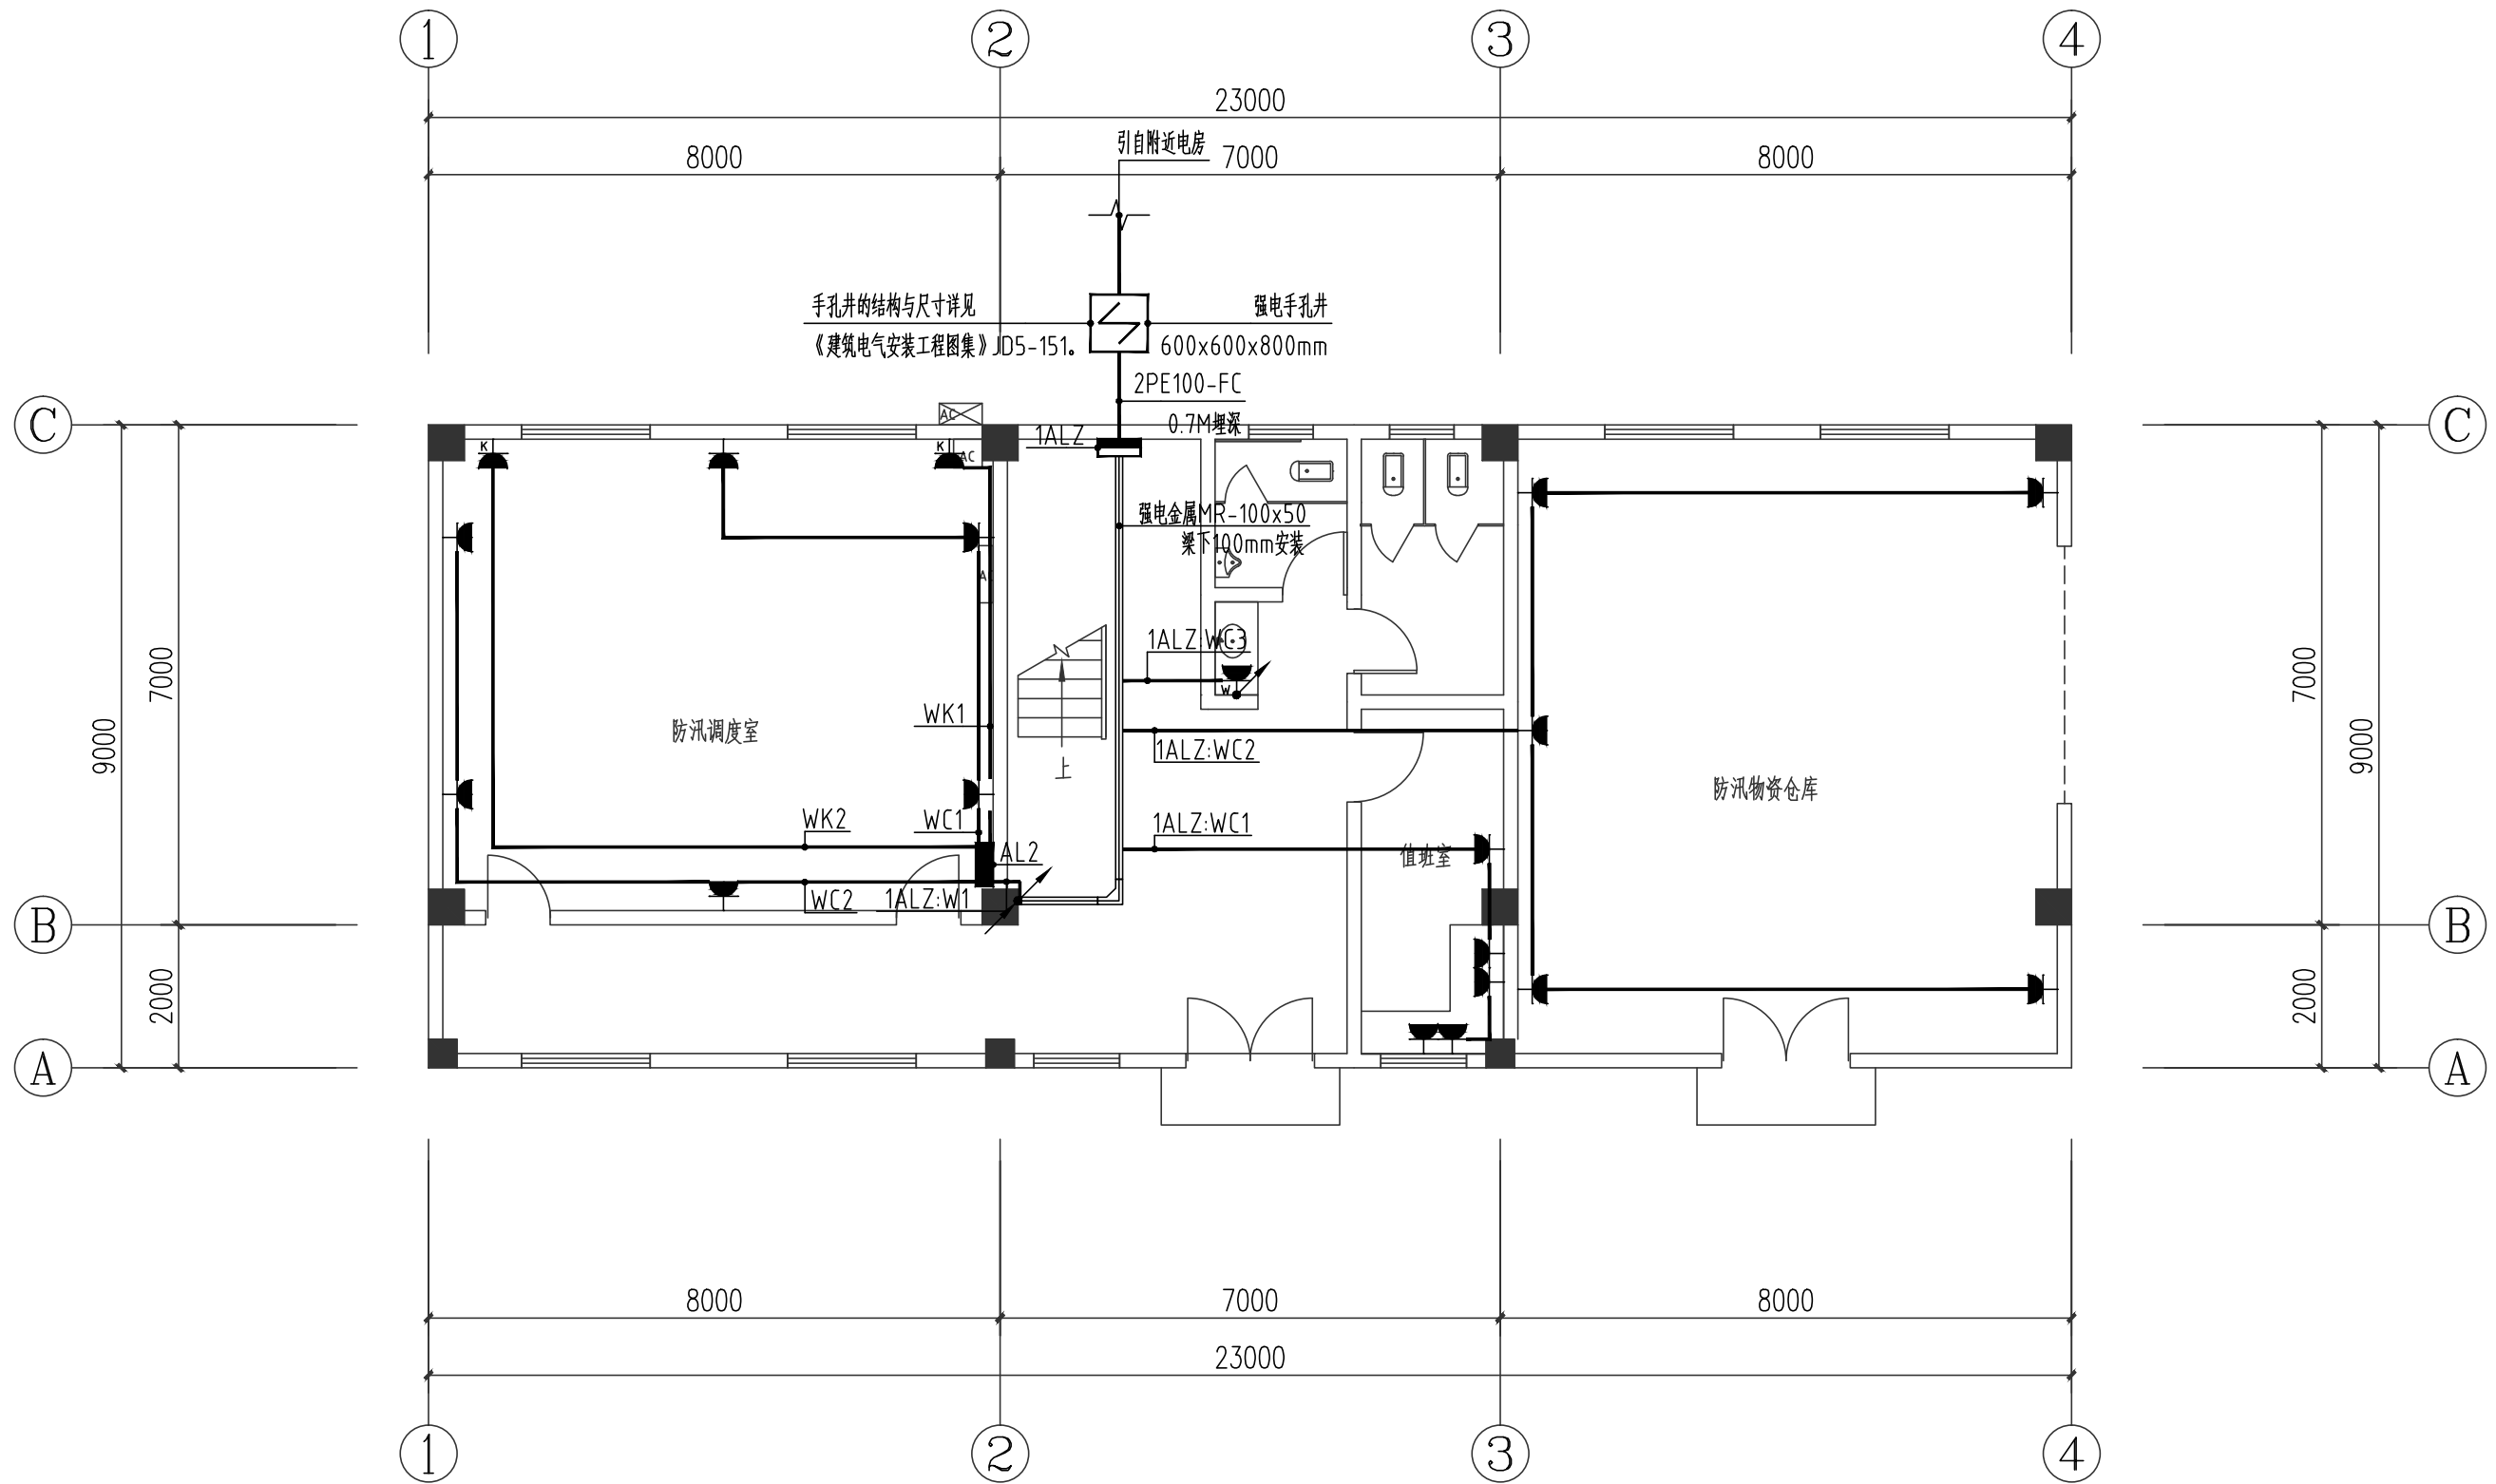 1 2 3 4
23000
引自附近电房
8000 7000 8000
手孔井的结构与尺寸详见 强电手孔井
《建筑电气安装工程图集》JD5-151。 600x600x800mm
2PE100-FC
C AC C
0.7M埋深
K K 1ALZ
AC
强电金属MR-100x50
梁下100mm安装
A
1ALZ:WC3
7000 7000
W
WK1
防汛调度室
9000 9000
1ALZ:WC2
上
防汛物资仓库
WK2 WC1 1ALZ:WC1
AL2 值班室
WC2 1ALZ:W1
B B
2000 2000
A A
8000 7000 8000
23000
1 2 3 4